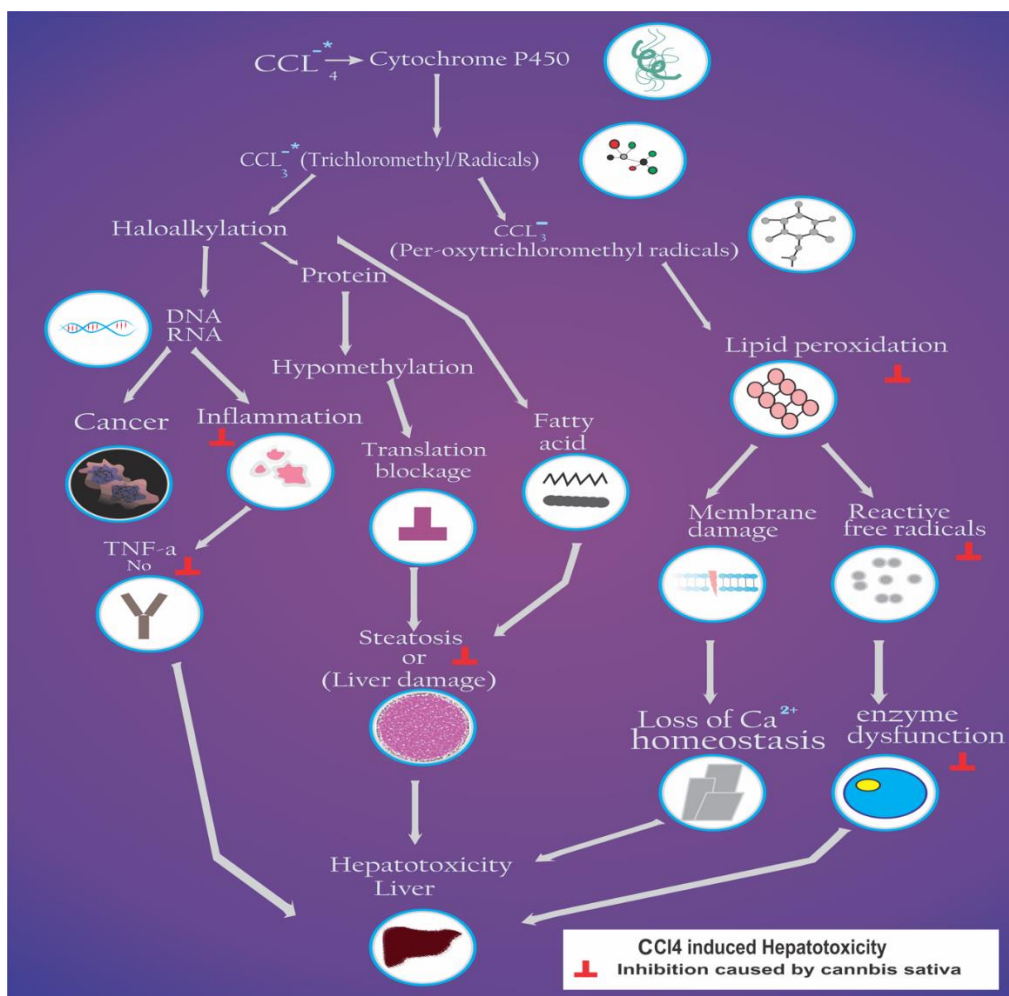 CCL₄⁻* Cytochrome P450
CCL₃⁻* (Trichloromethyl/Radicals)
CCL₃⁻
(Per-oxytrichloromethyl radicals)
Haloalkylation
Protein
DNA
RNA
Hypomethylation
Lipid peroxidation
Cancer
Inflammation
Translation
blockage
Fatty
acid
Membrane
damage
Reactive
free radicals
TNF-a
No
Steatosis
or
(Liver damage)
Loss of Ca²⁺
homeostasis
enzyme
dysfunction
Hepatotoxicity
Liver
CCl4 induced Hepatotoxicity
Inhibition caused by cannbis sativa